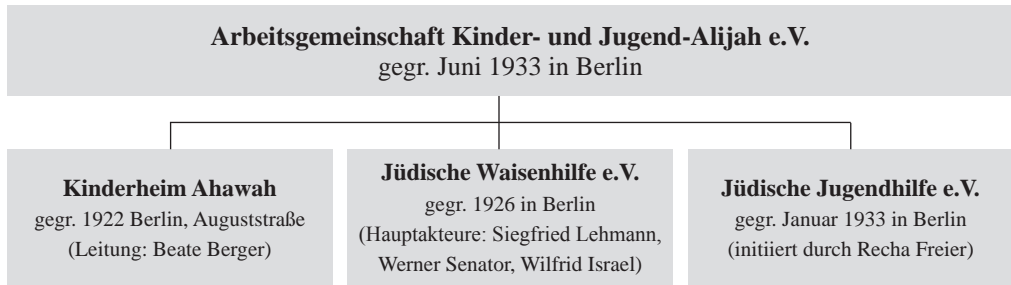 Arbeitsgemeinschaft Kinder- und Jugend-Alijah e.V.
gegr. Juni 1933 in Berlin
Kinderheim Ahawah
gegr. 1922 Berlin, Auguststraße
(Leitung: Beate Berger)
Jüdische Waisenhilfe e.V.
gegr. 1926 in Berlin
(Hauptakteure: Siegfried Lehmann,
Werner Senator, Wilfrid Israel)
Jüdische Jugendhilfe e.V.
gegr. Januar 1933 in Berlin
(initiiert durch Recha Freier)